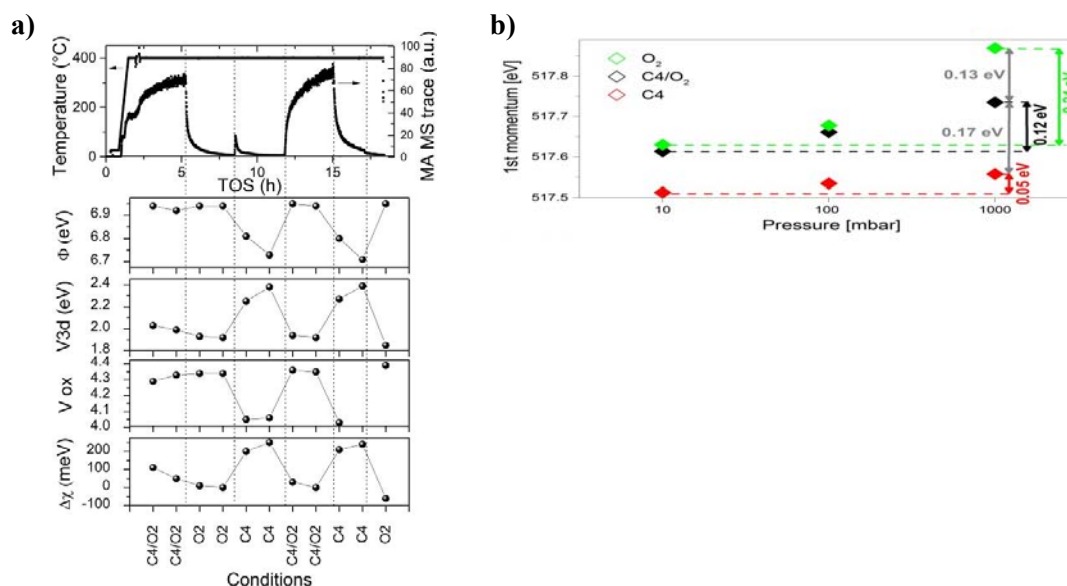 a)
Temperature (°C)
400
200
0
100
90
80
70
60
50
40
30
20
10
0
MA MS trace (a.u.)
0
5
10
15
TOS (h)
Φ (eV)
6.9
6.8
6.7
V3d (eV)
2.4
2.2
2.0
1.8
V ox
4.4
4.3
4.2
4.1
4.0
Δχ (meV)
200
100
0
-100
C4/O2
C4/O2
O2
O2
C4
C4
C4/O2
C4/O2
C4
C4
O2
Conditions
b)
1st momentum [eV]
517.8
517.7
517.6
517.5
O₂
C4/O₂
C4
0.13 eV
0.17 eV
0.12 eV
0.05 eV
10
100
1000
Pressure [mbar]